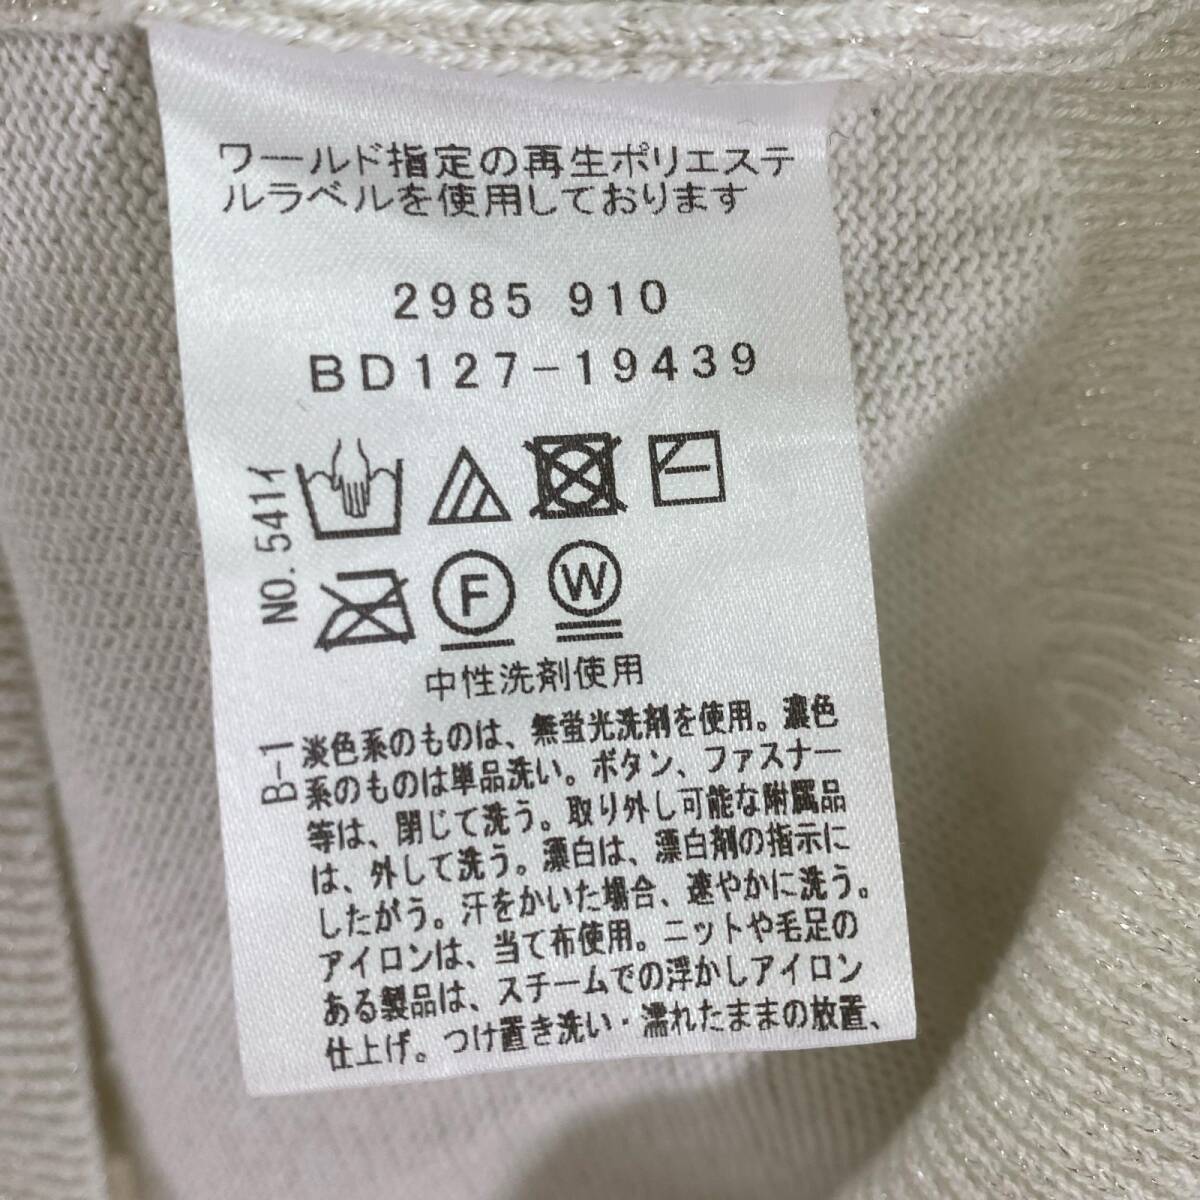 ワールド指定の再生ポリエステ
ルラベルを使用しております
2985 910
BD127-19439
NO. 541イ
F
W
中性洗剤使用
B-1
淡色系のものは、無蛍光洗剤を使用。濃色
系のものは単品洗い。ボタン、ファスナー
等は、閉じて洗う。取り外し可能な附属品
は、外して洗う。漂白は、漂白剤の指示に
したがう。汗をかいた場合、速やかに洗う。
アイロンは、当て布使用。ニットや毛足の
ある製品は、スチームでの浮かしアイロン
仕上げ。つけ置き洗い・濡れたままの放置、